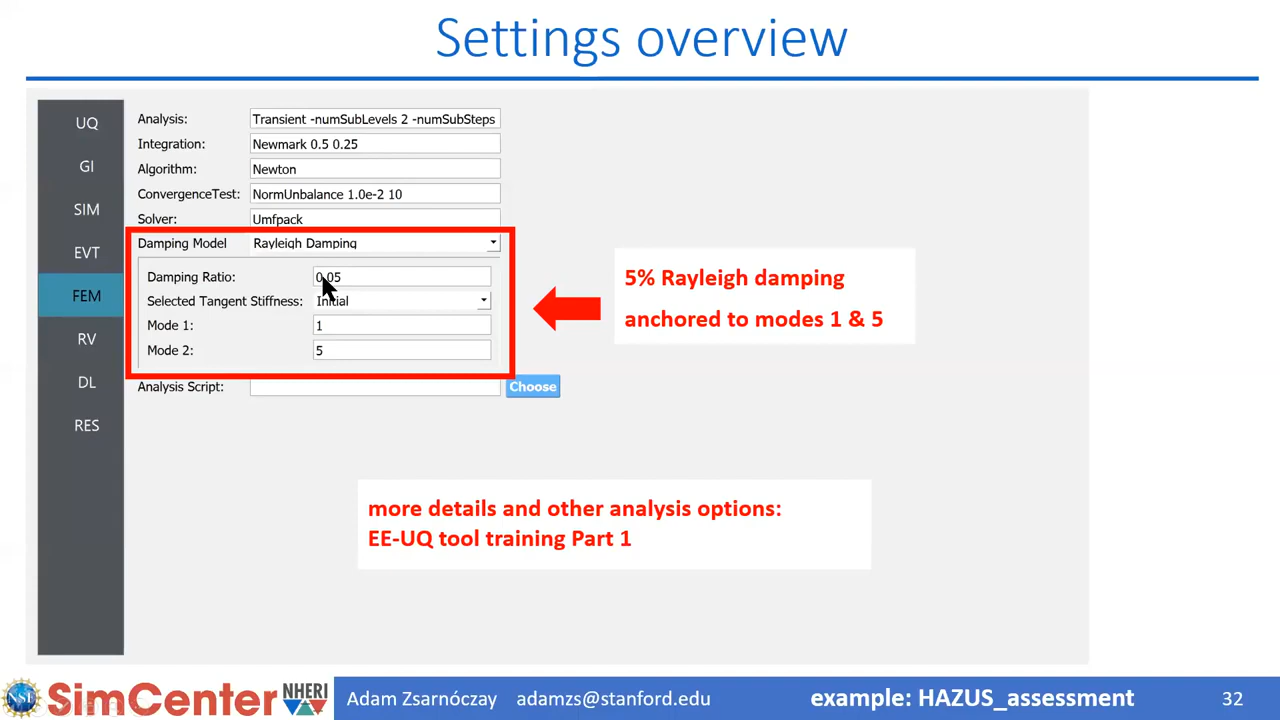 Settings overview
UQ
GI
SIM
EVT
FEM
RV
DL
RES
Analysis: Transient -numSubLevels 2 -numSubSteps
Integration: Newmark 0.5 0.25
Algorithm: Newton
ConvergenceTest: NormUnbalance 1.0e-2 10
Solver: Umfpack
Damping Model Rayleigh Damping
Damping Ratio: 0.05
Selected Tangent Stiffness: Initial
Mode 1: 1
Mode 2: 5
Analysis Script: Choose
5% Rayleigh damping
anchored to modes 1 & 5
more details and other analysis options:
EE-UQ tool training Part 1
NSF SimCenter NHERI Adam Zsarnóczay adamzs@stanford.edu example: HAZUS_assessment 32